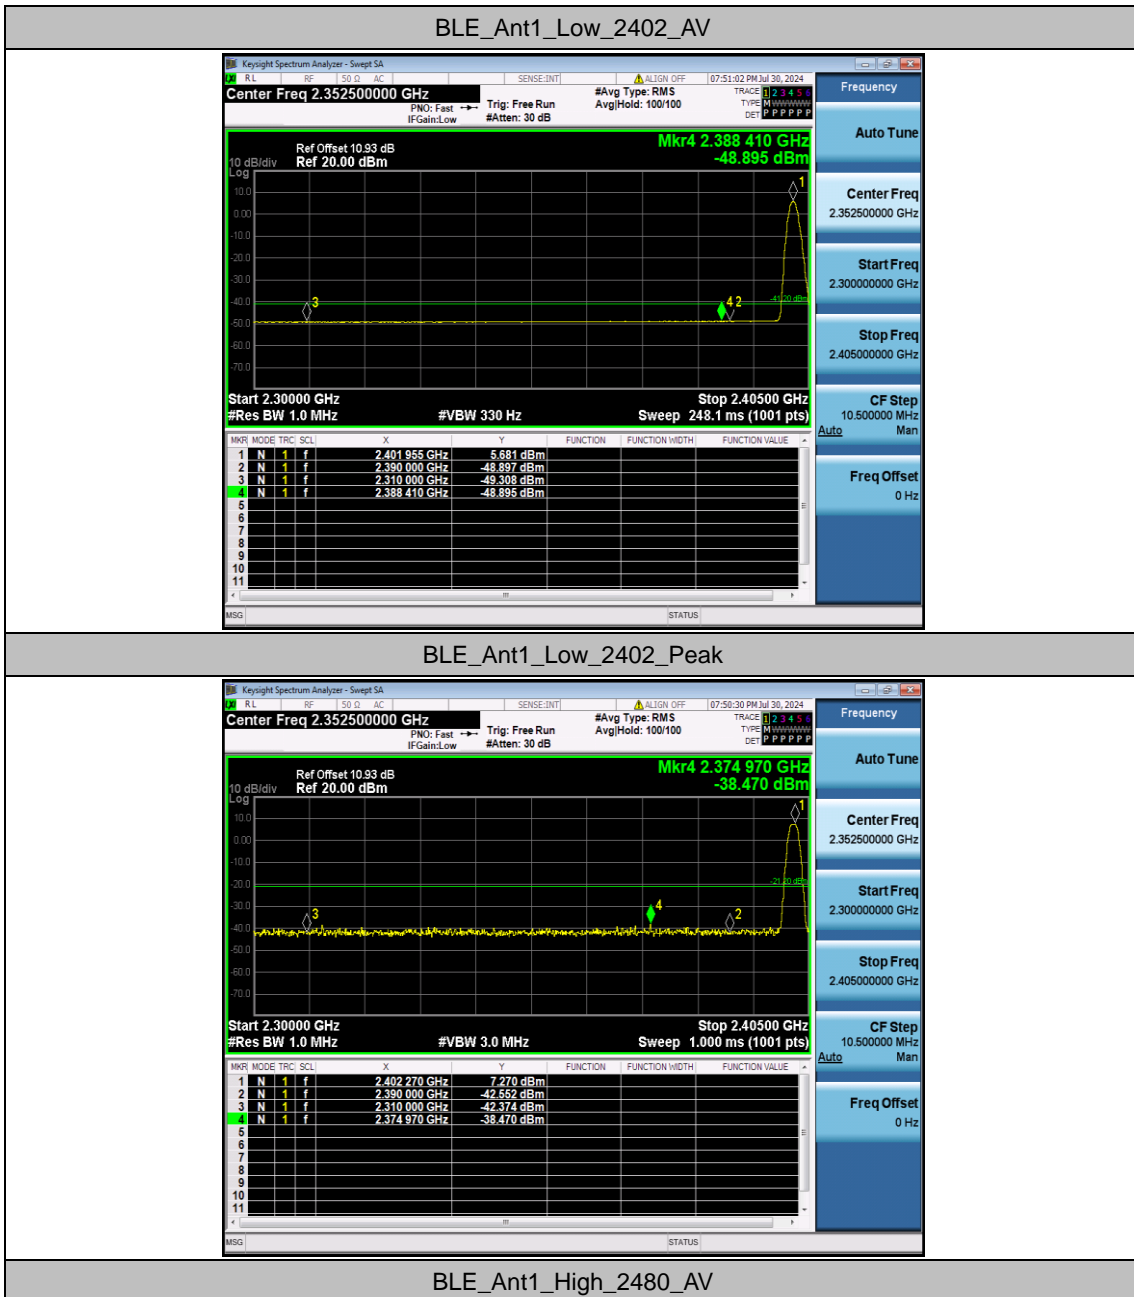 BLE_Ant1_Low_2402_AV
Keysight Spectrum Analyzer - Swept SA
RL RF 50 Ω AC SENSE:INT ALIGN OFF 07:51:02 PM Jul 30, 2024
Center Freq 2.352500000 GHz
PNO: Fast
IFGain:Low
Trig: Free Run
#Atten: 30 dB
#Avg Type: RMS
Avg|Hold: 100/100
TRACE 1 2 3 4 5 6
TYPE M WWWWW
DET P P P P P P
Ref Offset 10.93 dB
10 dB/div Ref 20.00 dBm
Mkr4 2.388 410 GHz
-48.895 dBm
Log
10.0
0.00
-10.0
-20.0
-30.0
-40.0
-50.0
-60.0
-70.0
1
3
4 2
-41.20 dBm
Start 2.30000 GHz Stop 2.40500 GHz
#Res BW 1.0 MHz #VBW 330 Hz Sweep 248.1 ms (1001 pts)
MKR MODE TRC SCL X Y FUNCTION FUNCTION WIDTH FUNCTION VALUE
1 N 1 f 2.401 955 GHz 5.681 dBm
2 N 1 f 2.390 000 GHz -48.897 dBm
3 N 1 f 2.310 000 GHz -49.308 dBm
4 N 1 f 2.388 410 GHz -48.895 dBm
5
6
7
8
9
10
11
MSG STATUS
Frequency
Auto Tune
Center Freq
2.352500000 GHz
Start Freq
2.300000000 GHz
Stop Freq
2.405000000 GHz
CF Step
10.500000 MHz
Auto Man
Freq Offset
0 Hz
BLE_Ant1_Low_2402_Peak
Keysight Spectrum Analyzer - Swept SA
RL RF 50 Ω AC SENSE:INT ALIGN OFF 07:50:30 PM Jul 30, 2024
Center Freq 2.352500000 GHz
PNO: Fast
IFGain:Low
Trig: Free Run
#Atten: 30 dB
#Avg Type: RMS
Avg|Hold: 100/100
TRACE 1 2 3 4 5 6
TYPE M WWWWW
DET P P P P P P
Ref Offset 10.93 dB
10 dB/div Ref 20.00 dBm
Mkr4 2.374 970 GHz
-38.470 dBm
Log
10.0
0.00
-10.0
-20.0
-30.0
-40.0
-50.0
-60.0
-70.0
1
3
4
2
-21.20 dBm
Start 2.30000 GHz Stop 2.40500 GHz
#Res BW 1.0 MHz #VBW 3.0 MHz Sweep 1.000 ms (1001 pts)
MKR MODE TRC SCL X Y FUNCTION FUNCTION WIDTH FUNCTION VALUE
1 N 1 f 2.402 270 GHz 7.270 dBm
2 N 1 f 2.390 000 GHz -42.552 dBm
3 N 1 f 2.310 000 GHz -42.374 dBm
4 N 1 f 2.374 970 GHz -38.470 dBm
5
6
7
8
9
10
11
MSG STATUS
Frequency
Auto Tune
Center Freq
2.352500000 GHz
Start Freq
2.300000000 GHz
Stop Freq
2.405000000 GHz
CF Step
10.500000 MHz
Auto Man
Freq Offset
0 Hz
BLE_Ant1_High_2480_AV